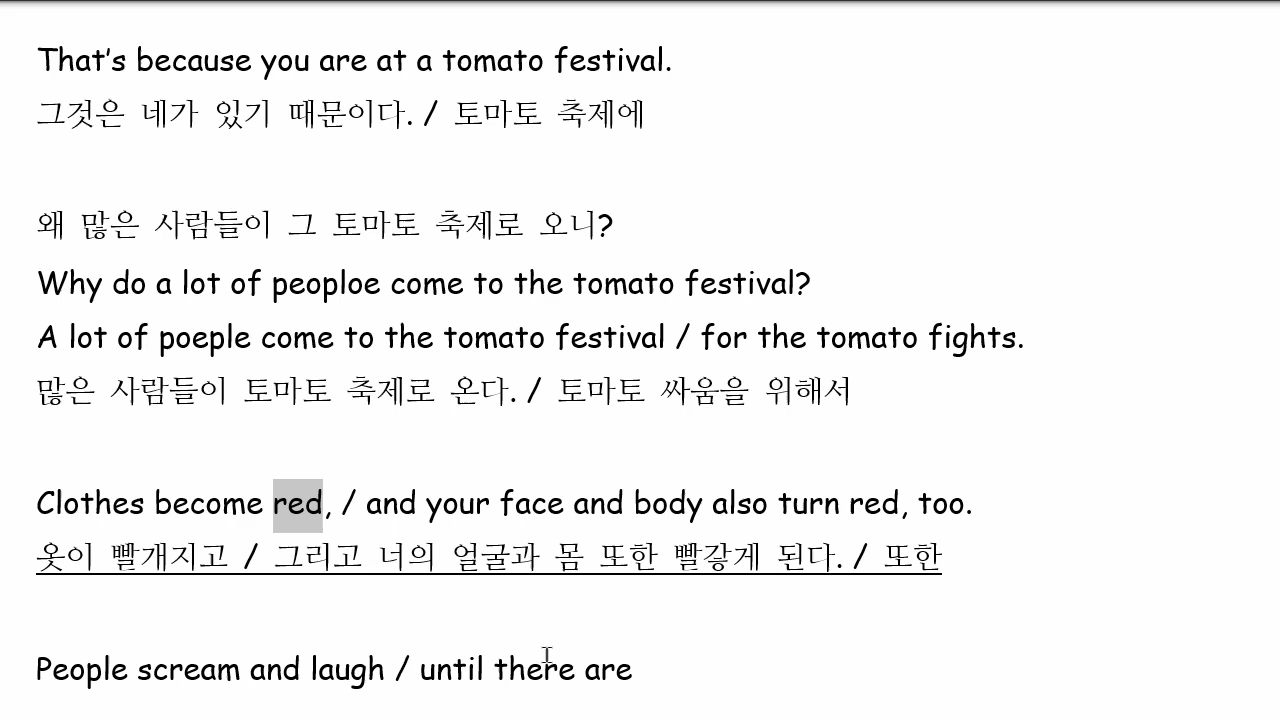 That's because you are at a tomato festival.
그것은 네가 있기 때문이다. / 토마토 축제에
왜 많은 사람들이 그 토마토 축제로 오니?
Why do a lot of peoploe come to the tomato festival?
A lot of poeple come to the tomato festival / for the tomato fights.
많은 사람들이 토마토 축제로 온다. / 토마토 싸움을 위해서
Clothes become red, / and your face and body also turn red, too.
옷이 빨개지고 / 그리고 너의 얼굴과 몸 또한 빨갛게 된다. / 또한
People scream and laugh / until there are